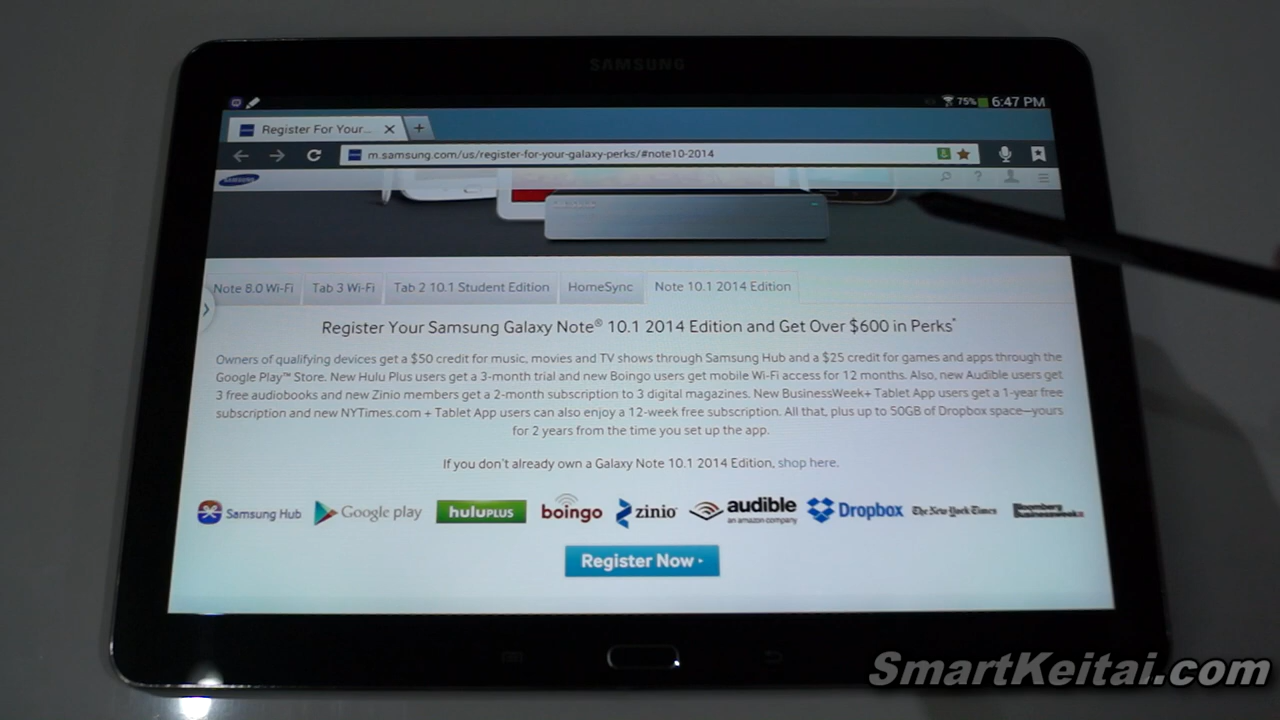 SAMSUNG
75% 6:47 PM
Register For Your...
m.samsung.com/us/register-for-your-galaxy-perks/#note10-2014
SAMSUNG
Note 8.0 Wi-Fi Tab 3 Wi-Fi Tab 2 10.1 Student Edition HomeSync Note 10.1 2014 Edition
Register Your Samsung Galaxy Note® 10.1 2014 Edition and Get Over $600 in Perks*
Owners of qualifying devices get a $50 credit for music, movies and TV shows through Samsung Hub and a $25 credit for games and apps through the
Google Play™ Store. New Hulu Plus users get a 3-month trial and new Boingo users get mobile Wi-Fi access for 12 months. Also, new Audible users get
3 free audiobooks and new Zinio members get a 2-month subscription to 3 digital magazines. New BusinessWeek+ Tablet App users get a 1-year free
subscription and new NYTimes.com + Tablet App users can also enjoy a 12-week free subscription. All that, plus up to 50GB of Dropbox space—yours
for 2 years from the time you set up the app.
If you don't already own a Galaxy Note 10.1 2014 Edition, shop here.
Samsung Hub Google play huluPLUS boingo zinio audible an amazon company Dropbox The New York Times Bloomberg Businessweek+
Register Now
SmartKeitai.com